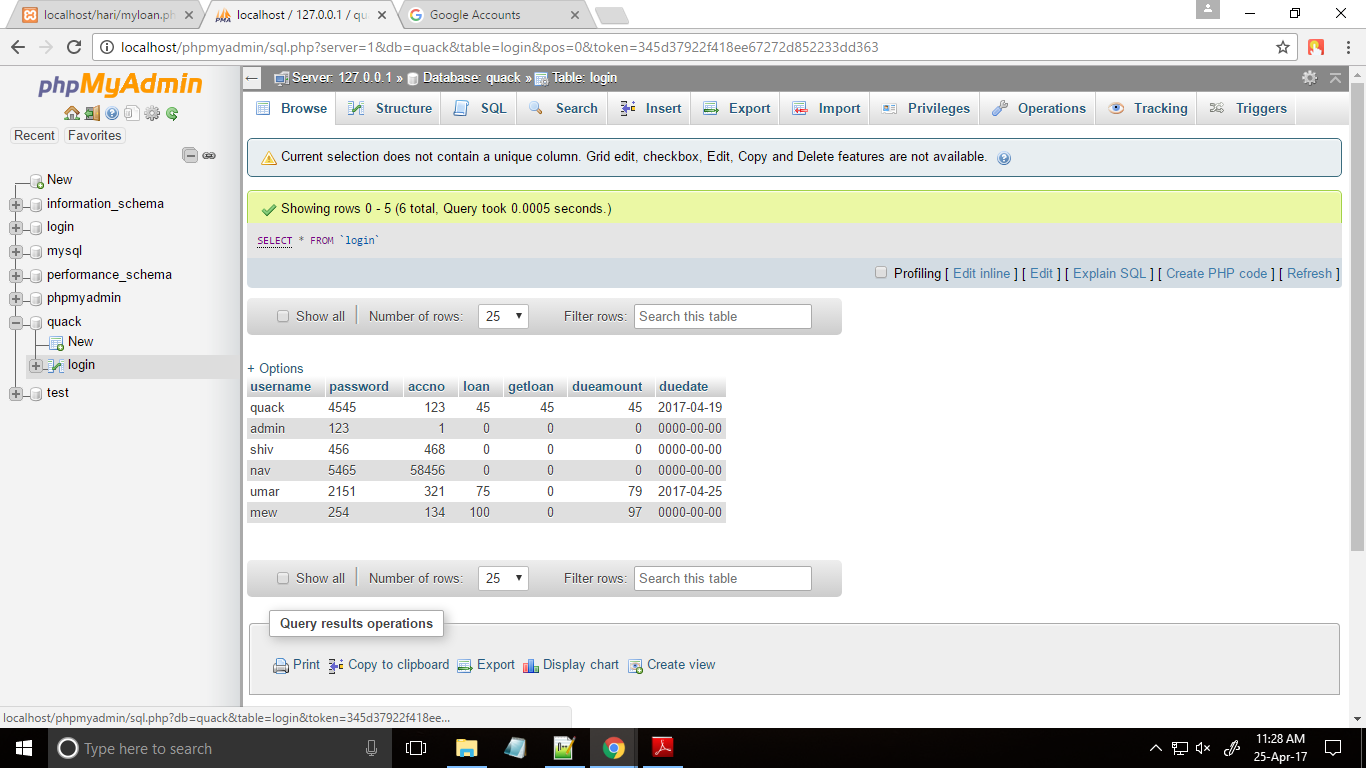 localhost/hari/myloan.ph
localhost / 127.0.0.1 / qu
Google Accounts
localhost/phpmyadmin/sql.php?server=1&db=quack&table=login&pos=0&token=345d37922f418ee67272d852233dd363
phpMyAdmin
Recent Favorites
New
information_schema
login
mysql
performance_schema
phpmyadmin
quack
New
login
test
Server: 127.0.0.1 » Database: quack » Table: login
Browse Structure SQL Search Insert Export Import Privileges Operations Tracking Triggers
Current selection does not contain a unique column. Grid edit, checkbox, Edit, Copy and Delete features are not available.
Showing rows 0 - 5 (6 total, Query took 0.0005 seconds.)
SELECT * FROM `login`
Profiling [ Edit inline ] [ Edit ] [ Explain SQL ] [ Create PHP code ] [ Refresh ]
Show all Number of rows: 25 Filter rows: Search this table
+ Options
username password accno loan getloan dueamount duedate
quack 4545 123 45 45 45 2017-04-19
admin 123 1 0 0 0 0000-00-00
shiv 456 468 0 0 0 0000-00-00
nav 5465 58456 0 0 0 0000-00-00
umar 2151 321 75 0 79 2017-04-25
mew 254 134 100 0 97 0000-00-00
Show all Number of rows: 25 Filter rows: Search this table
Query results operations
Print Copy to clipboard Export Display chart Create view
localhost/phpmyadmin/sql.php?db=quack&table=login&token=345d37922f418ee...
Type here to search
11:28 AM
25-Apr-17